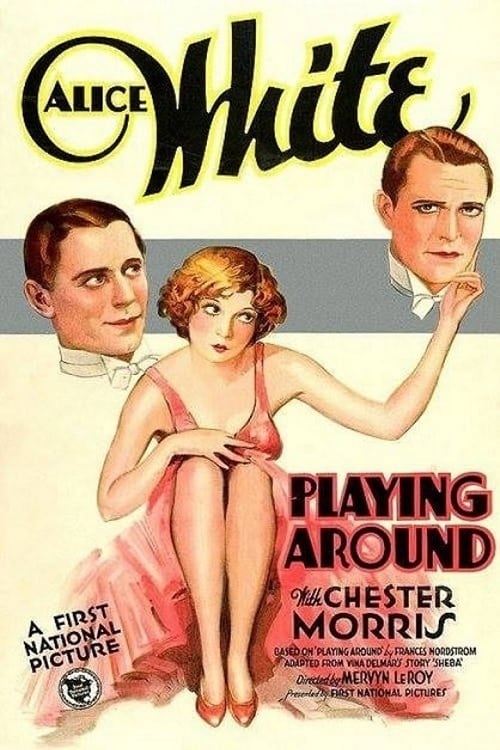 ALICE White
PLAYING
AROUND
With CHESTER
MORRIS
BASED ON 'PLAYING AROUND' by FRANCES NORDSTROM
ADAPTED FROM VINA DELMAR'S STORY 'SHEBA'
Directed by MERVYN LeROY
Presented by FIRST NATIONAL PICTURES
A FIRST
NATIONAL
PICTURE